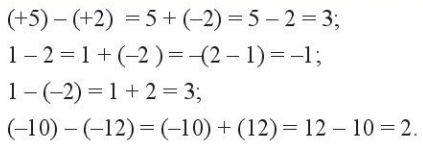 (+5) – (+2) = 5 + (–2) = 5 – 2 = 3;
1 – 2 = 1 + (–2 ) = –(2 – 1) = –1;
1 – (–2) = 1 + 2 = 3;
(–10) – (–12) = (–10) + (12) = 12 – 10 = 2.